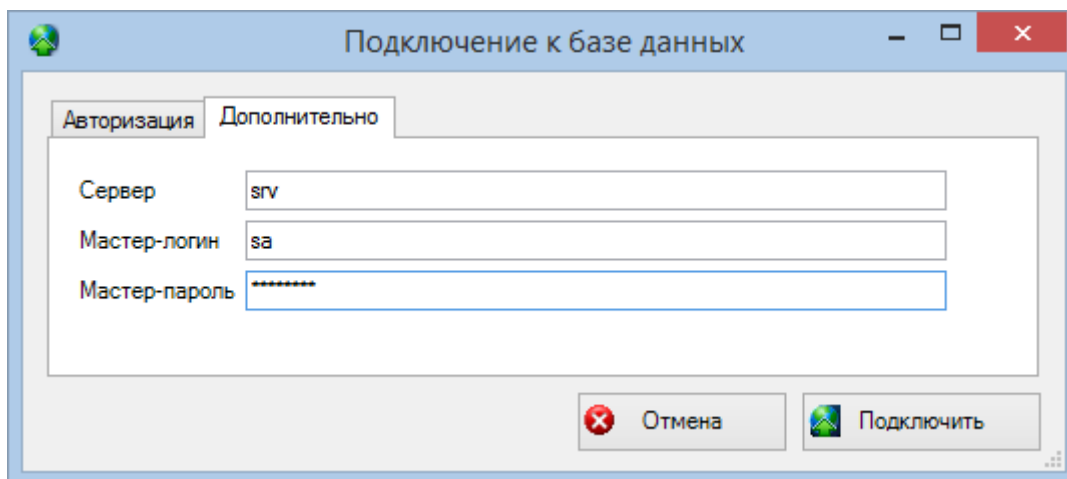 Подключение к базе данных
Авторизация Дополнительно
Сервер srv
Мастер-логин sa
Мастер-пароль ********
Отмена Подключить